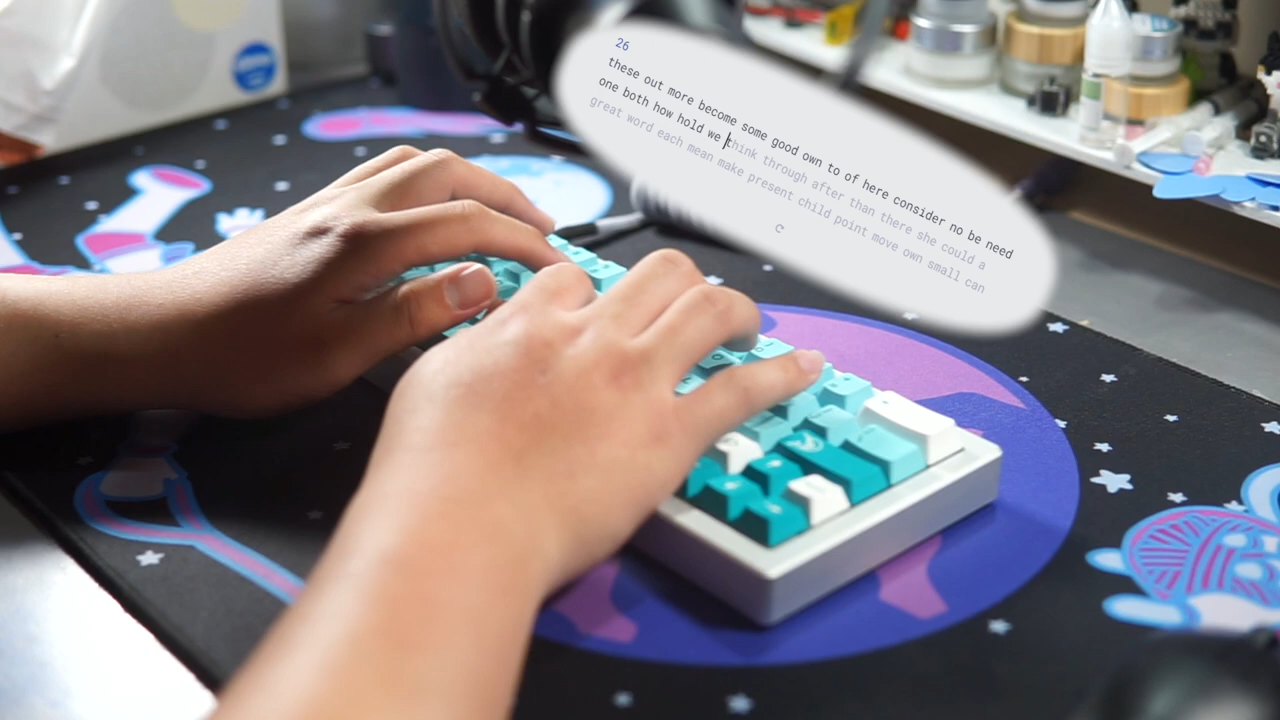 26
these out more become some good own to of here consider no be need
one both how hold we think through after than there she could a
great word each mean make present child point move own small can